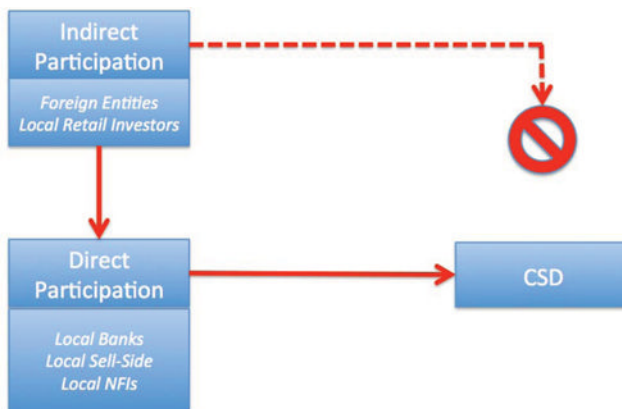 Indirect
Participation
Foreign Entities
Local Retail Investors
Direct
Participation
CSD
Local Banks
Local Sell-Side
Local NFIs